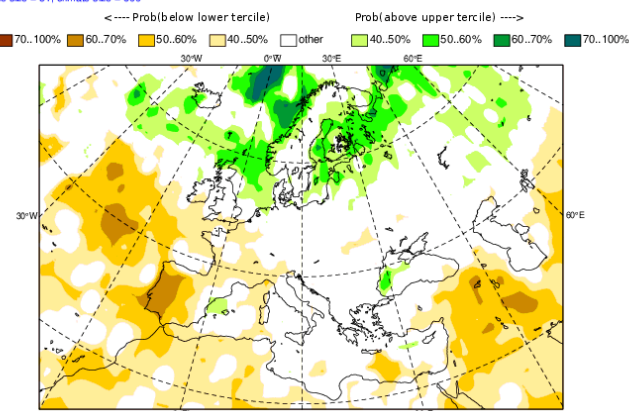 <---- Prob(below lower tercile)    Prob(above upper tercile) ---->
70..100% 60..70% 50..60% 40..50% other 40..50% 50..60% 60..70% 70..100%
30°W 0°W 30°E 60°E
30°W 60°E